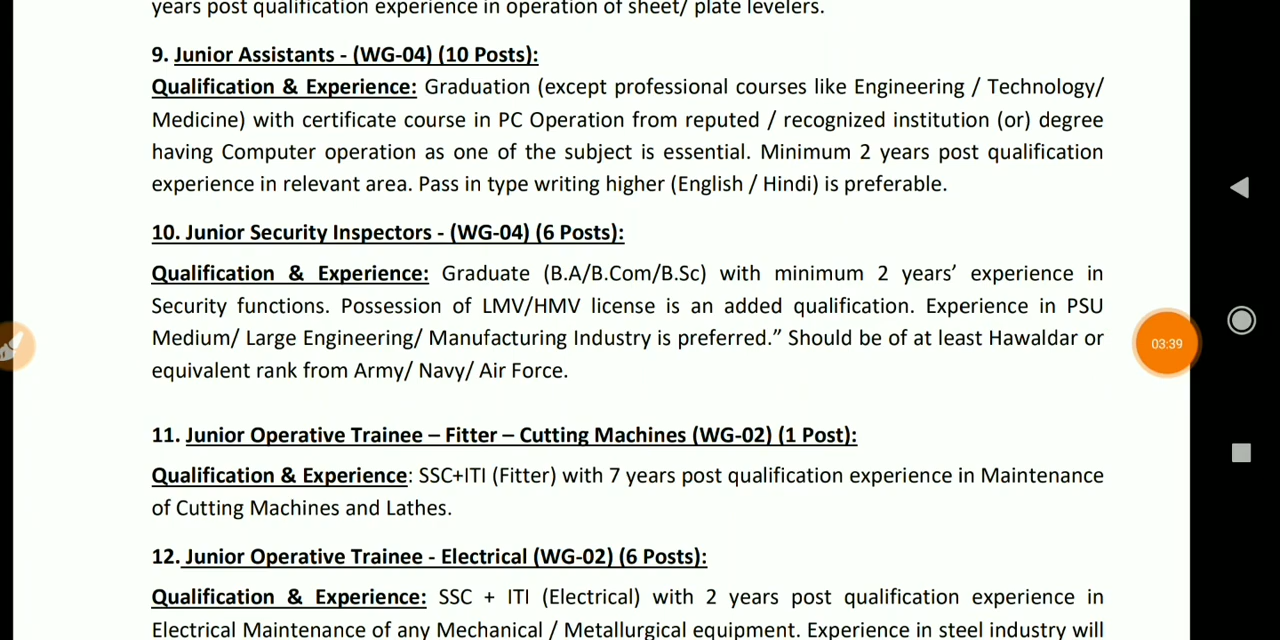 years post qualification experience in operation of sheet/ plate levelers.
9. Junior Assistants - (WG-04) (10 Posts):
Qualification & Experience: Graduation (except professional courses like Engineering / Technology/
Medicine) with certificate course in PC Operation from reputed / recognized institution (or) degree
having Computer operation as one of the subject is essential. Minimum 2 years post qualification
experience in relevant area. Pass in type writing higher (English / Hindi) is preferable.
10. Junior Security Inspectors - (WG-04) (6 Posts):
Qualification & Experience: Graduate (B.A/B.Com/B.Sc) with minimum 2 years’ experience in
Security functions. Possession of LMV/HMV license is an added qualification. Experience in PSU
Medium/ Large Engineering/ Manufacturing Industry is preferred.” Should be of at least Hawaldar or
equivalent rank from Army/ Navy/ Air Force.
03:39
11. Junior Operative Trainee – Fitter – Cutting Machines (WG-02) (1 Post):
Qualification & Experience: SSC+ITI (Fitter) with 7 years post qualification experience in Maintenance
of Cutting Machines and Lathes.
12. Junior Operative Trainee - Electrical (WG-02) (6 Posts):
Qualification & Experience: SSC + ITI (Electrical) with 2 years post qualification experience in
Electrical Maintenance of any Mechanical / Metallurgical equipment. Experience in steel industry will